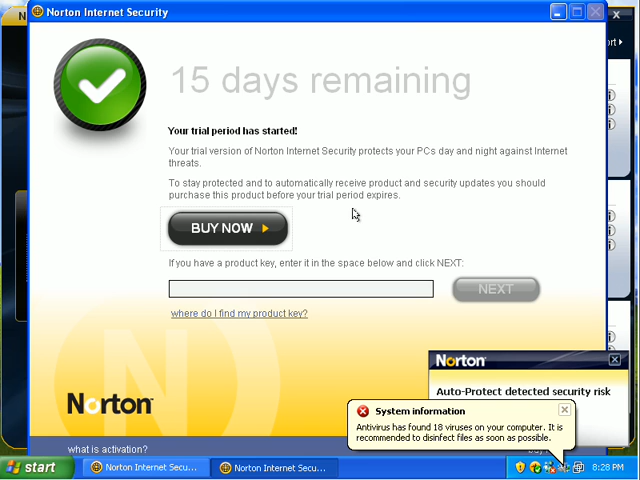 Norton Internet Security
15 days remaining
Your trial period has started!
Your trial version of Norton Internet Security protects your PCs day and night against Internet
threats.
To stay protected and to automatically receive product and security updates you should
purchase this product before your trial period expires.
BUY NOW
If you have a product key, enter it in the space below and click NEXT:
NEXT
where do I find my product key?
Norton
Norton
Auto-Protect detected security risk
System information
Antivirus has found 18 viruses on your computer. It is
recommended to disinfect files as soon as possible.
what is activation?
start
Norton Internet Secu...
Norton Internet Secu...
8:28 PM